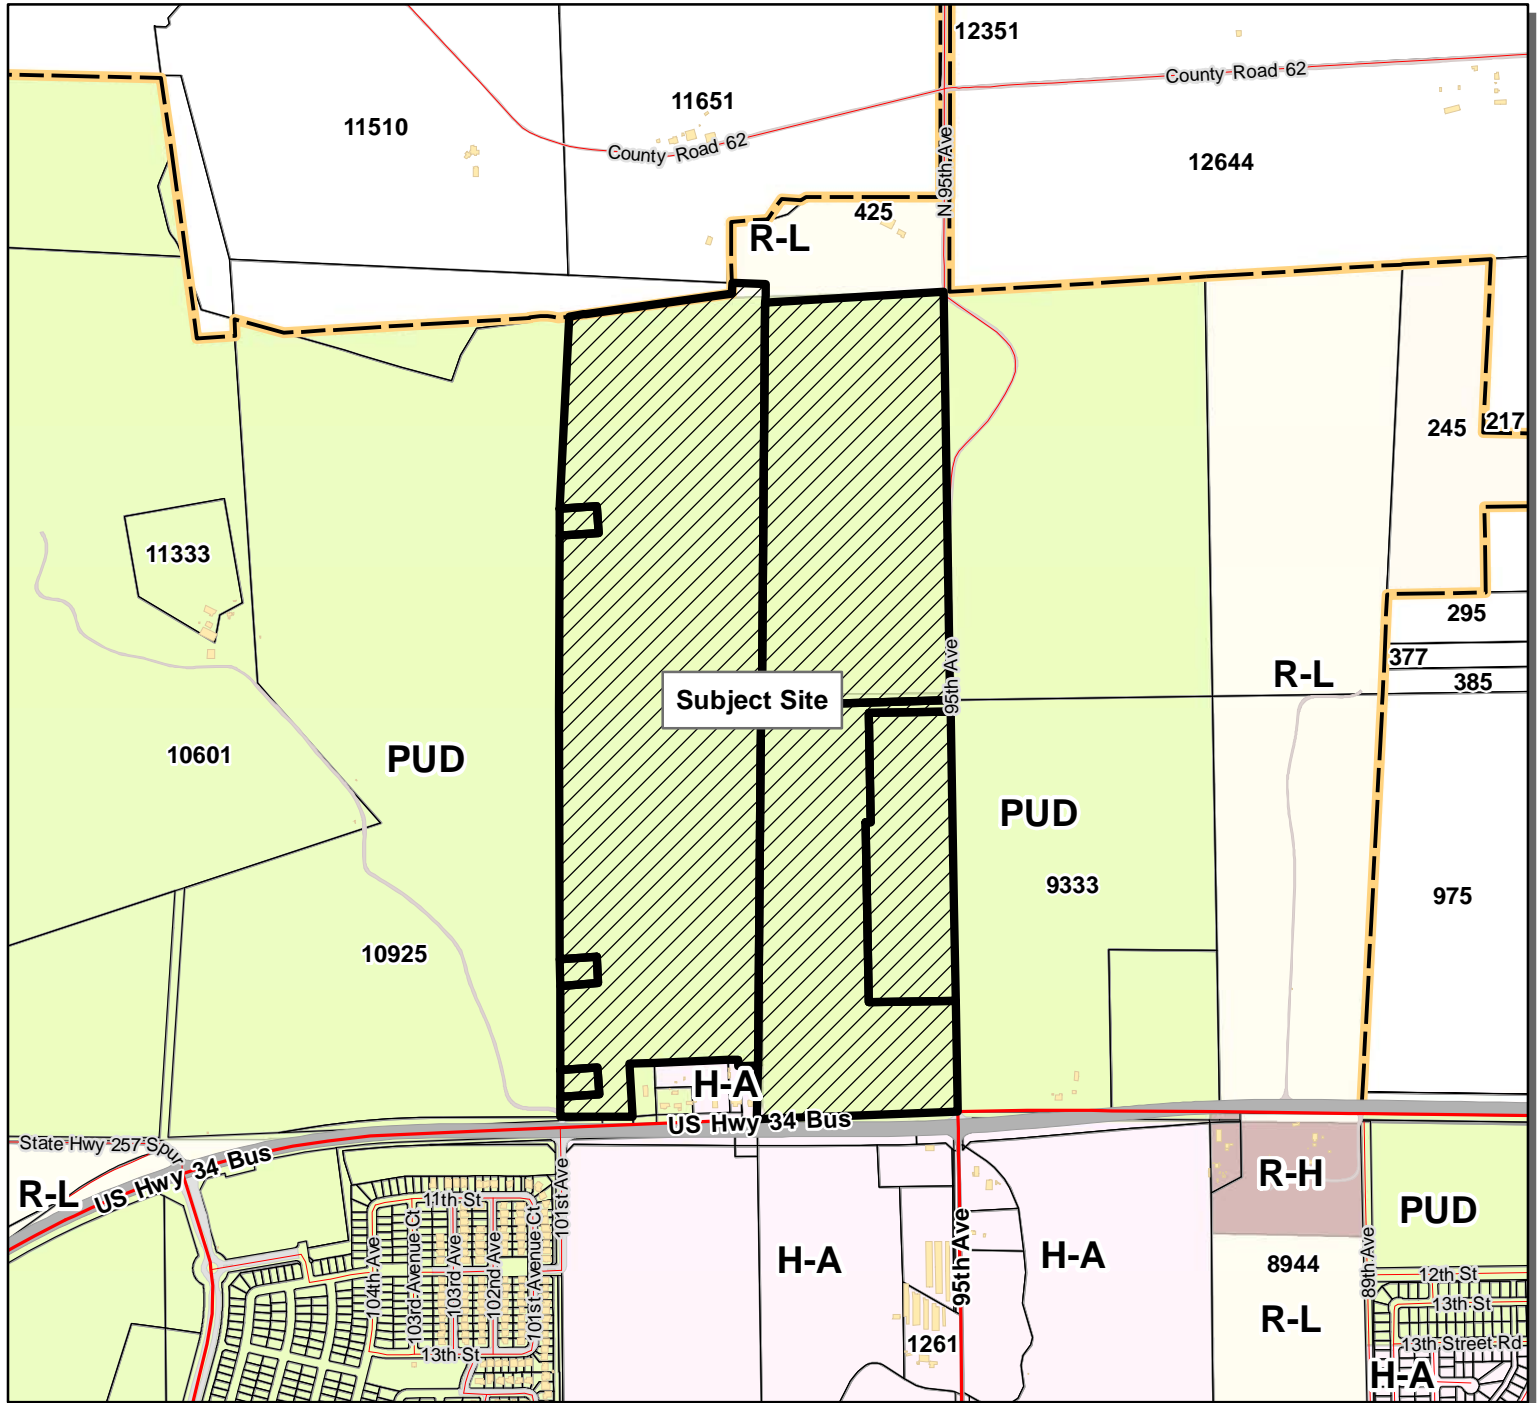 12351
County Road 62
11651
11510
County Road 62
N 95th Ave
12644
425
R-L
245
217
11333
295
377
R-L
385
95th Ave
Subject Site
10601
PUD
PUD
9333
975
10925
H-A
US Hwy 34 Bus
State Hwy 257 Spur
US Hwy 34 Bus
R-L
R-H
PUD
11th St
101st Ave
104th Ave
103rd Avenue Ct
103rd Ave
102nd Ave
101st Avenue Ct
13th St
H-A
95th Ave
H-A
8944
89th Ave
12th St
13th St
R-L
1261
13th Street Rd
H-A